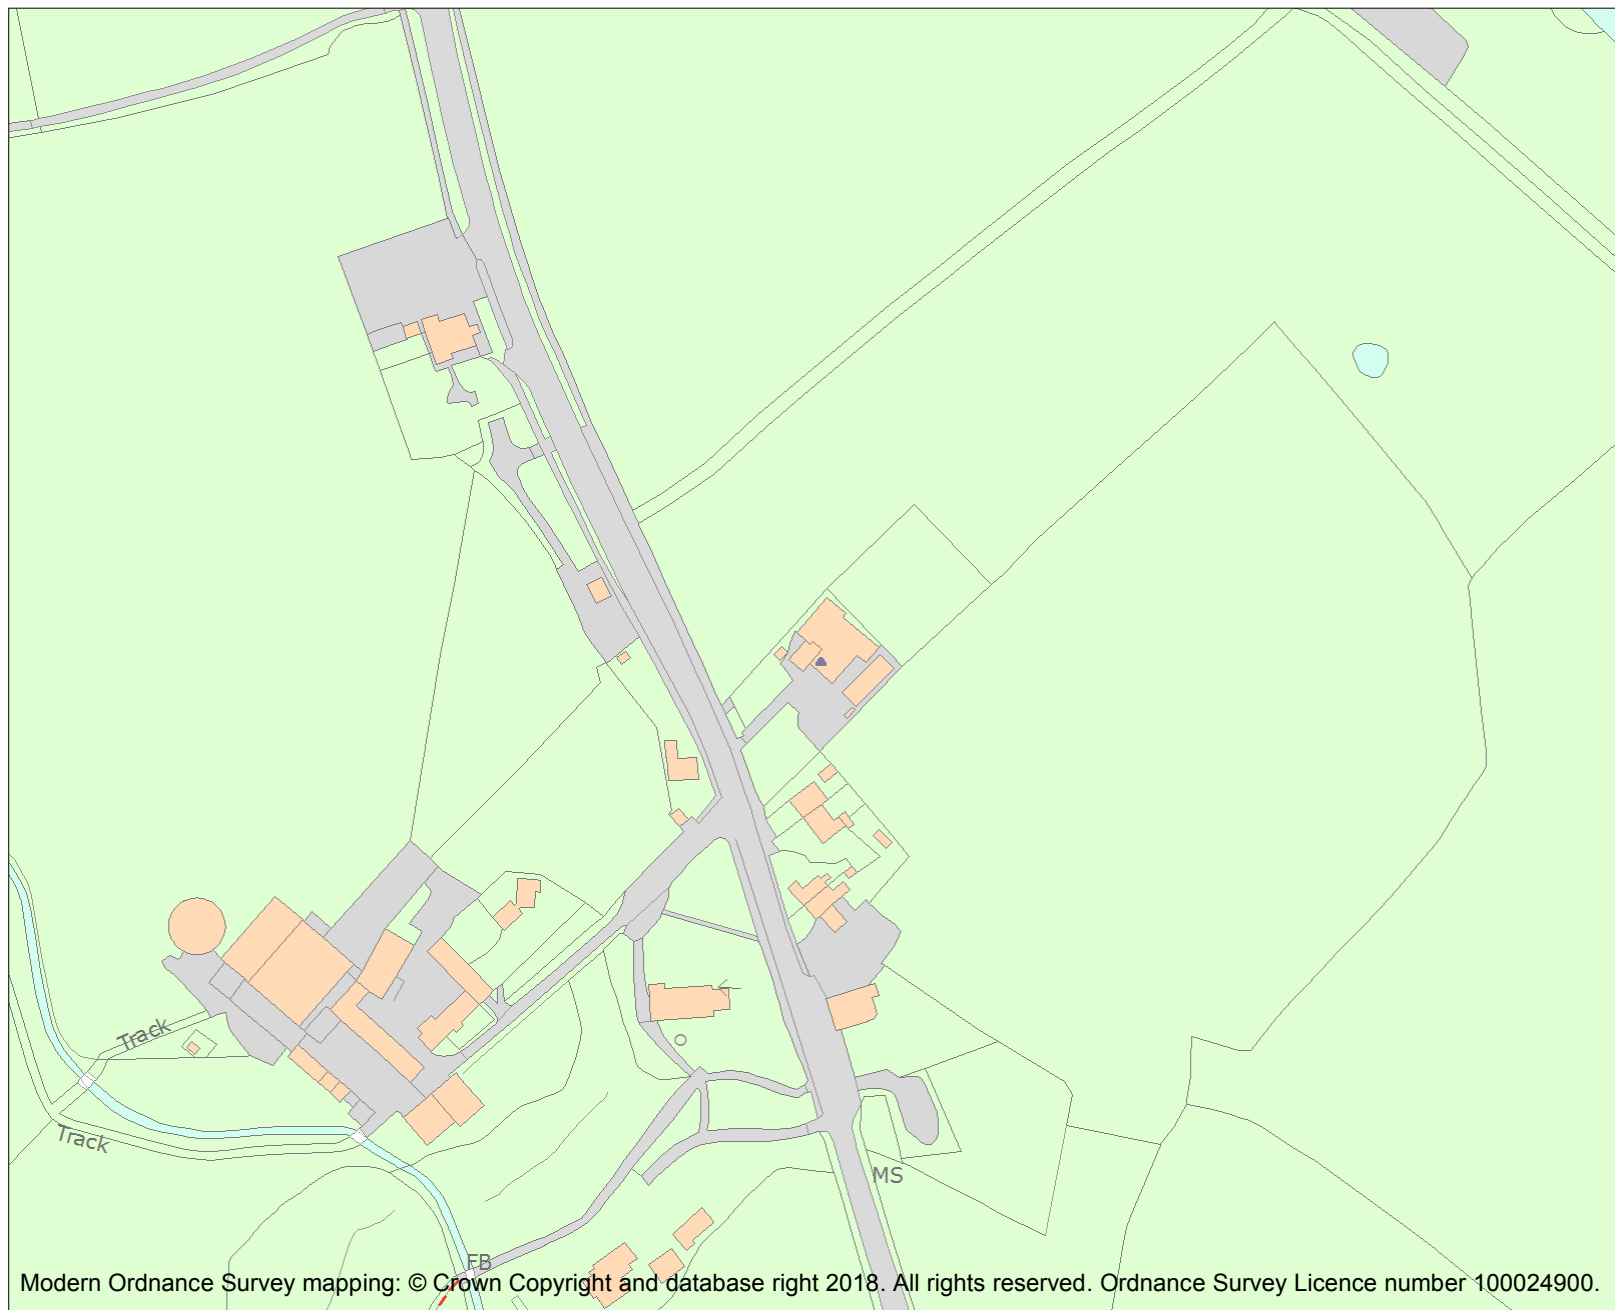 Track
Track
MS
FB
Modern Ordnance Survey mapping: © Crown Copyright and database right 2018. All rights reserved. Ordnance Survey Licence number 100024900.